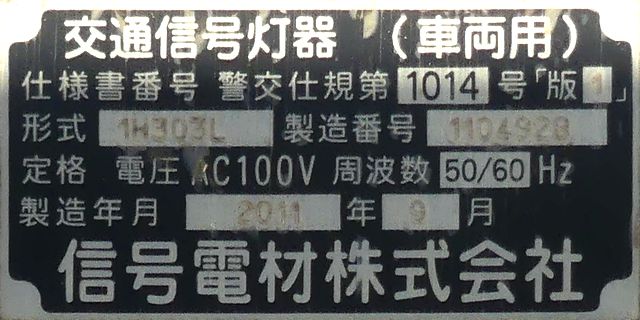 交通信号灯器 (車両用)
仕様書番号 警交仕規第 1014 号「版1」
形式 1H303L 製造番号 1104928
定格 電圧 AC100V 周波数 50/60 Hz
製造年月 2011 年 9 月
信号電材株式会社